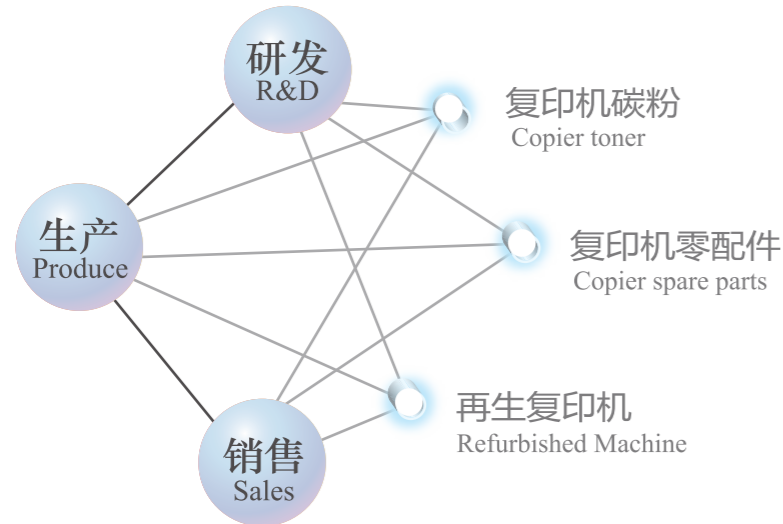 研发
R&D
复印机碳粉
Copier toner
生产
Produce
复印机零配件
Copier spare parts
再生复印机
Refurbished Machine
销售
Sales